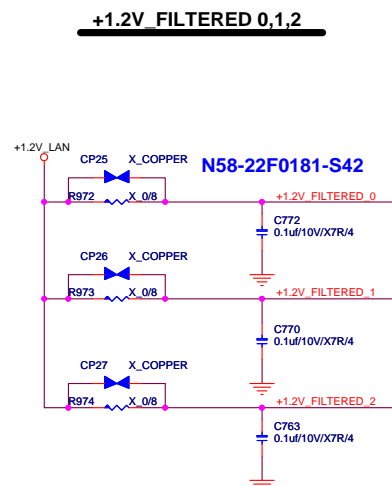 +1.2V_FILTERED 0,1,2
+1.2V_LAN
CP25 X_COPPER
N58-22F0181-S42
R972 X_0/8
+1.2V_FILTERED_0
C772
0.1uf/10V/X7R/4
CP26 X_COPPER
R973 X_0/8
+1.2V_FILTERED_1
C770
0.1uf/10V/X7R/4
CP27 X_COPPER
R974 X_0/8
+1.2V_FILTERED_2
C763
0.1uf/10V/X7R/4